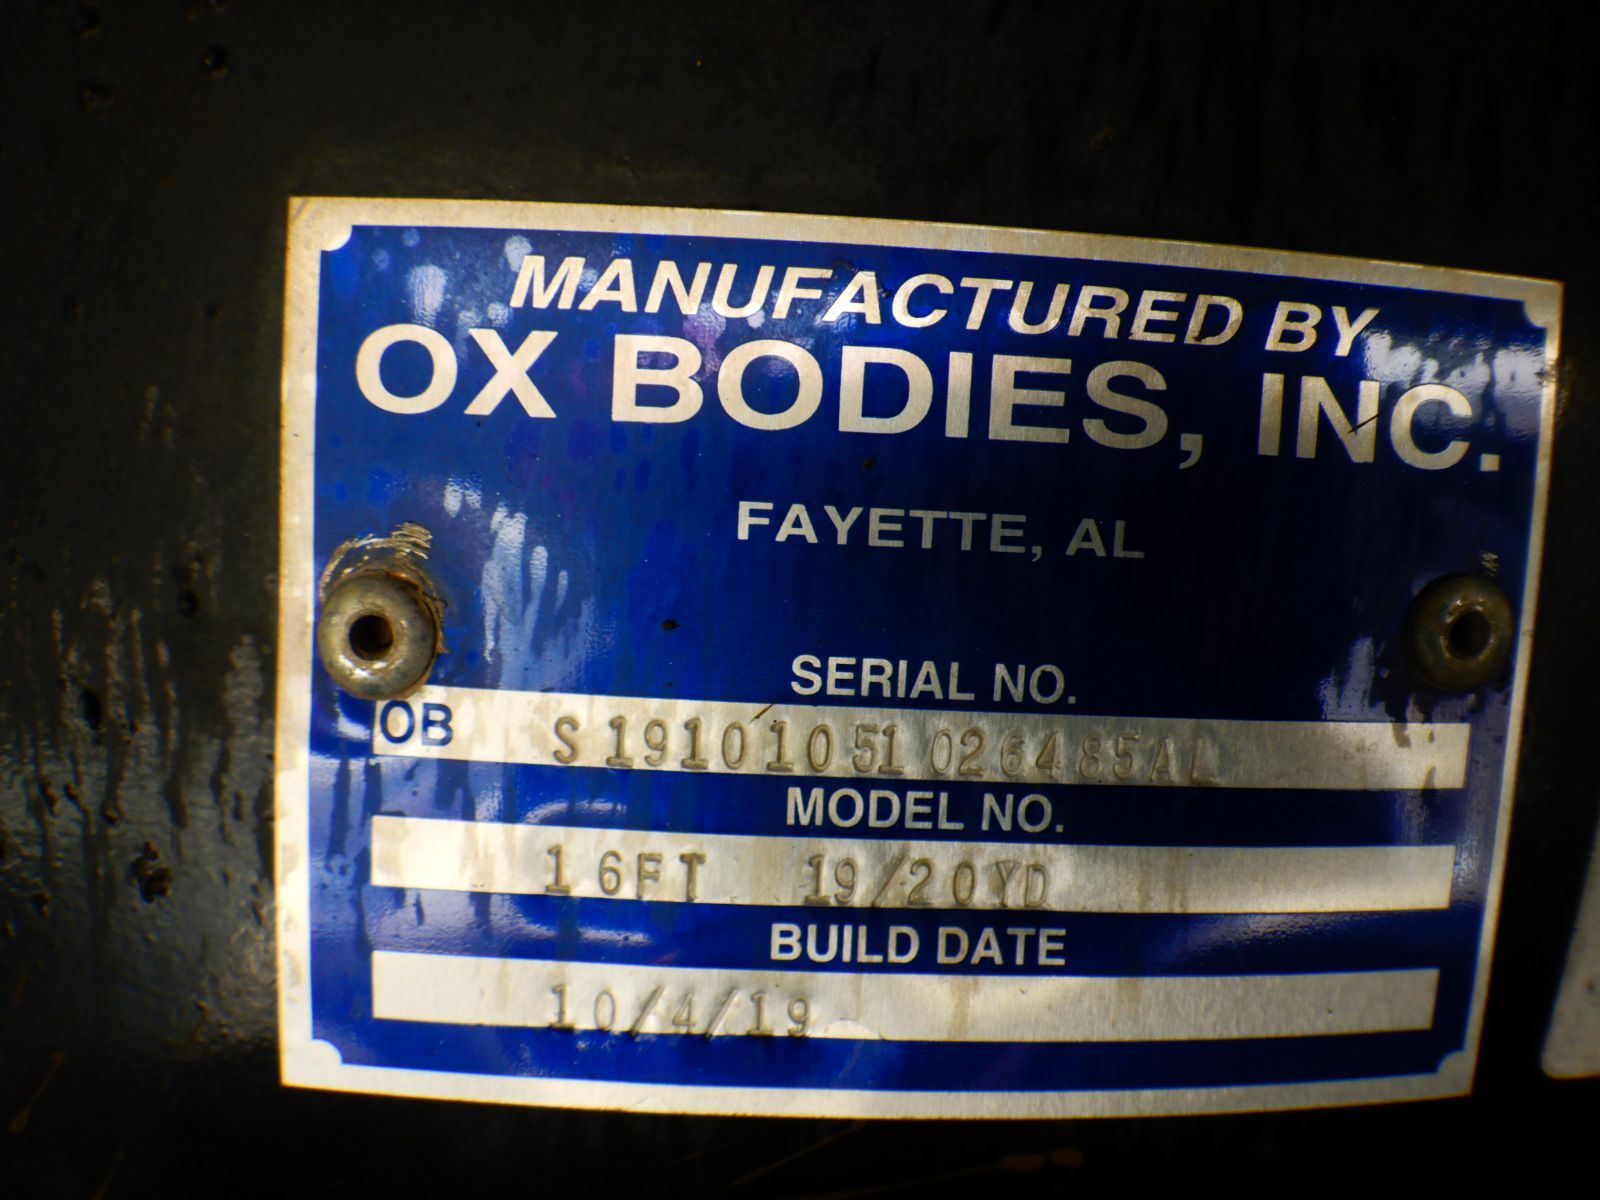 MANUFACTURED BY
OX BODIES, INC.
FAYETTE, AL
SERIAL NO.
OB S19101051026485AL
MODEL NO.
16FT 19/20YD
BUILD DATE
10/4/19